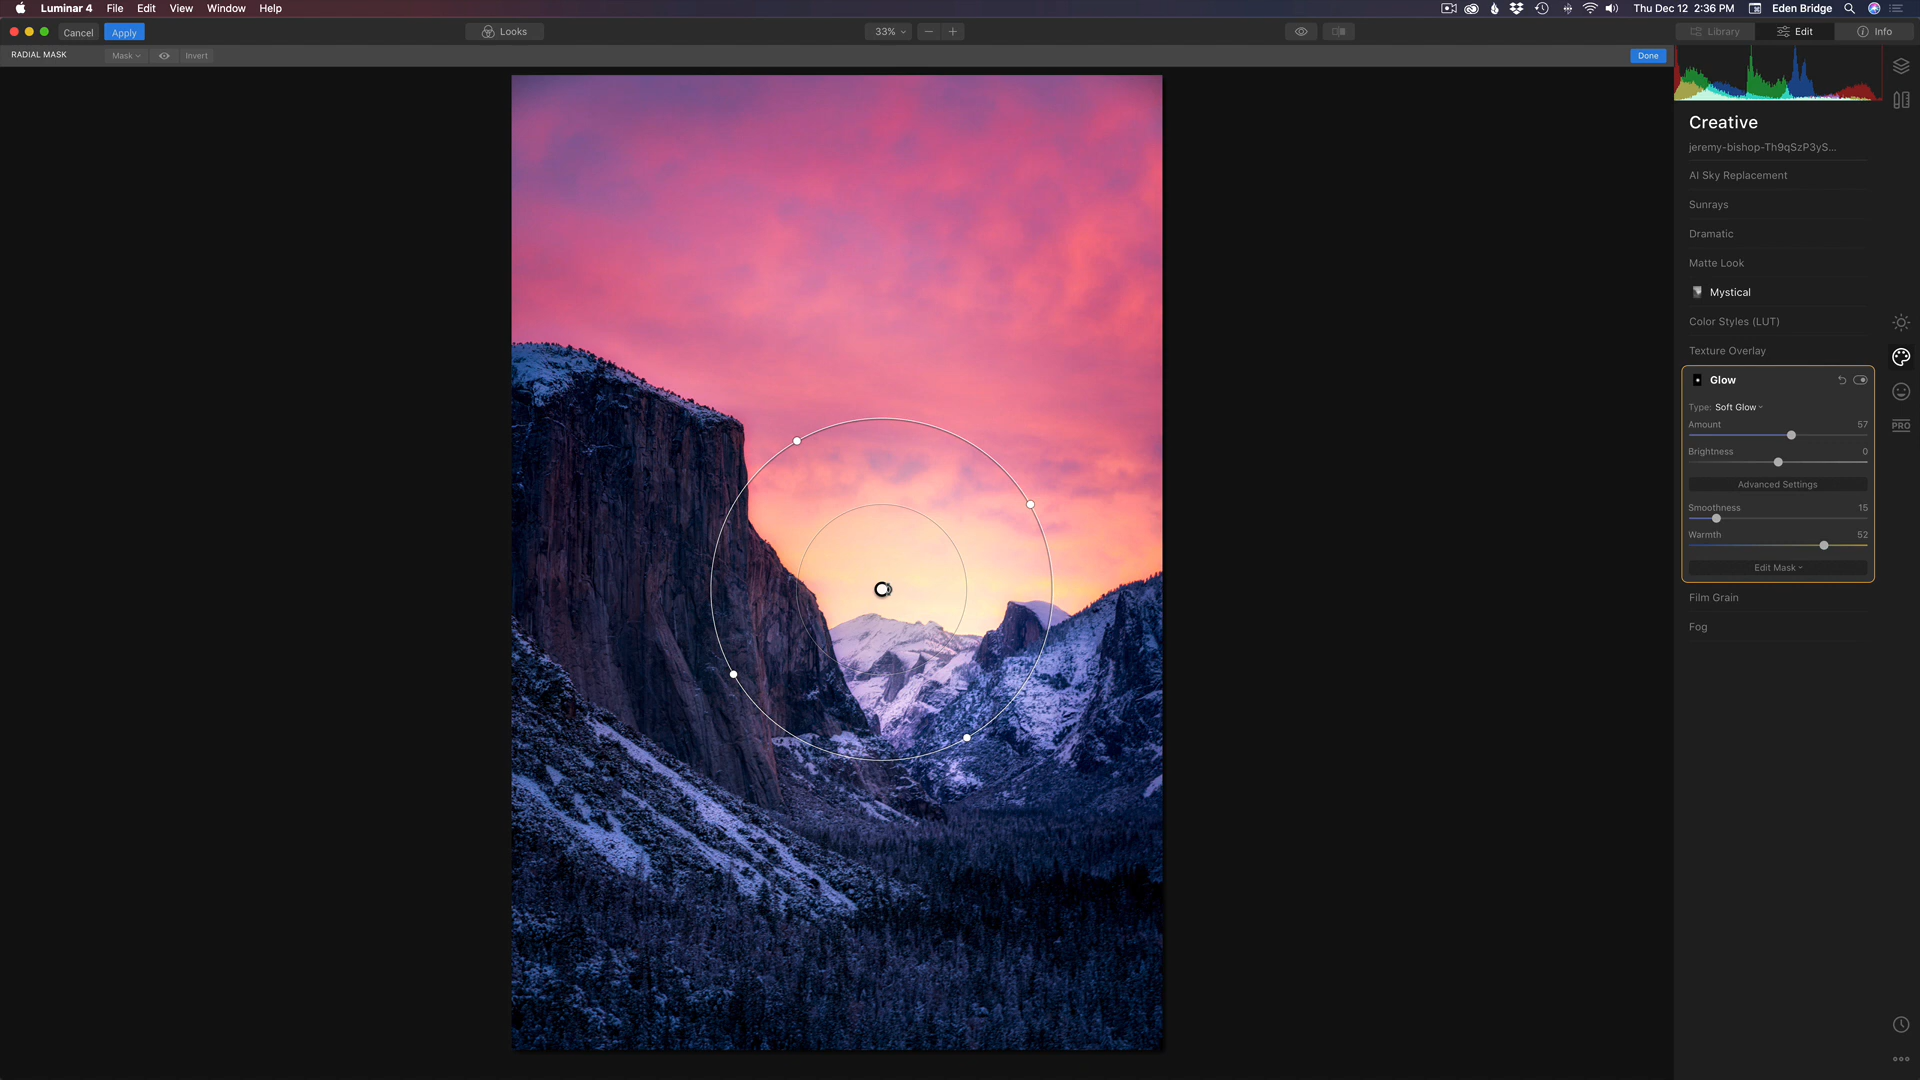 Luminar 4 File Edit View Window Help Thu Dec 12 2:36 PM Eden Bridge
Cancel Apply Looks 33% Library Edit Info
RADIAL MASK Mask Invert Done
Creative
jeremy-bishop-Th9qSzP3yS...
AI Sky Replacement
Sunrays
Dramatic
Matte Look
Mystical
Color Styles (LUT)
Texture Overlay
Glow
Type: Soft Glow
Amount 57
PRO
Brightness 0
Advanced Settings
Smoothness 15
Warmth 52
Edit Mask
Film Grain
Fog